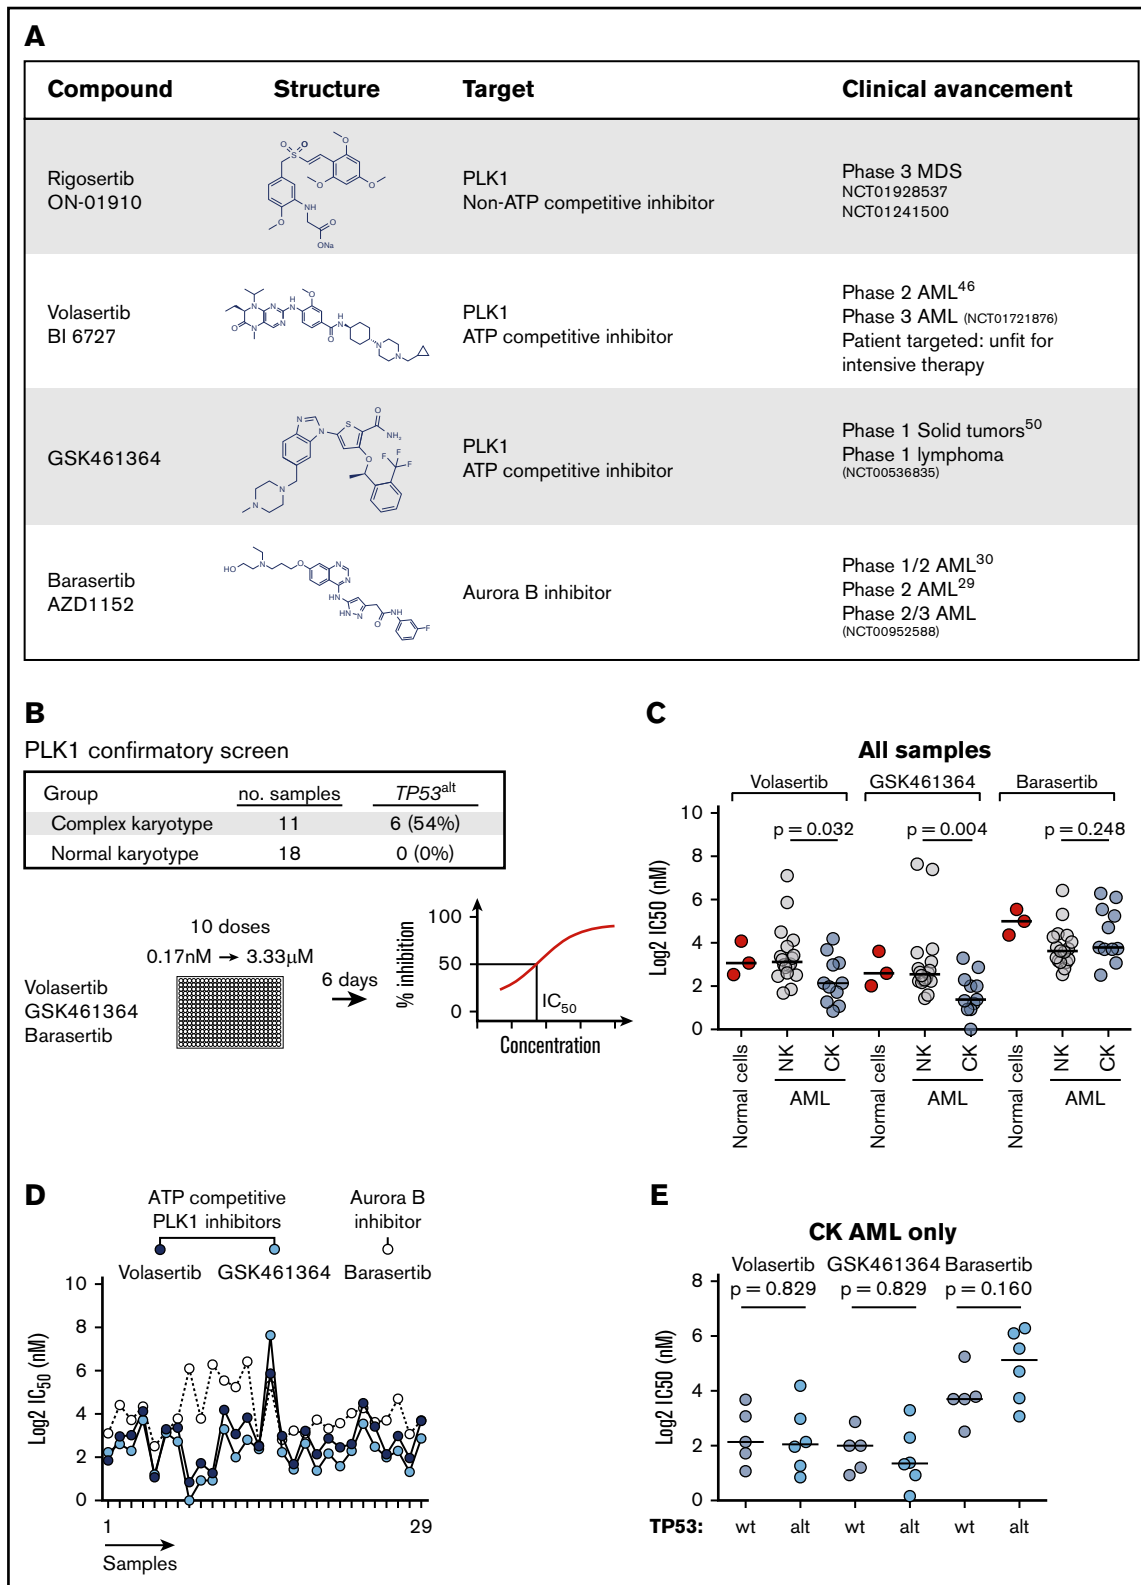 A
Compound Structure Target Clinical avancement
Rigosertib
ON-01910
PLK1
Non-ATP competitive inhibitor
Phase 3 MDS
NCT01928537
NCT01241500
Volasertib
BI 6727
PLK1
ATP competitive inhibitor
Phase 2 AML46
Phase 3 AML (NCT01721876)
Patient targeted: unfit for
intensive therapy
GSK461364
PLK1
ATP competitive inhibitor
Phase 1 Solid tumors50
Phase 1 lymphoma
(NCT00536835)
Barasertib
AZD1152
Aurora B inhibitor
Phase 1/2 AML30
Phase 2 AML29
Phase 2/3 AML
(NCT00952588)
B
PLK1 confirmatory screen
Group no. samples TP53alt
Complex karyotype 11 6 (54%)
Normal karyotype 18 0 (0%)
10 doses
0.17nM → 3.33μM
Volasertib
GSK461364
Barasertib
6 days
% inhibition
100
50
0
IC50
Concentration
C
All samples
Volasertib GSK461364 Barasertib
p = 0.032 p = 0.004 p = 0.248
Log2 IC50 (nM)
10
8
6
4
2
0
Normal cells NK CK Normal cells NK CK Normal cells NK CK
AML AML AML
D
ATP competitive
PLK1 inhibitors
Aurora B
inhibitor
Volasertib GSK461364 Barasertib
Log2 IC50 (nM)
10
8
6
4
2
0
1 29
Samples
E
CK AML only
Volasertib GSK461364 Barasertib
p = 0.829 p = 0.829 p = 0.160
Log2 IC50 (nM)
8
6
4
2
0
TP53: wt alt wt alt wt alt